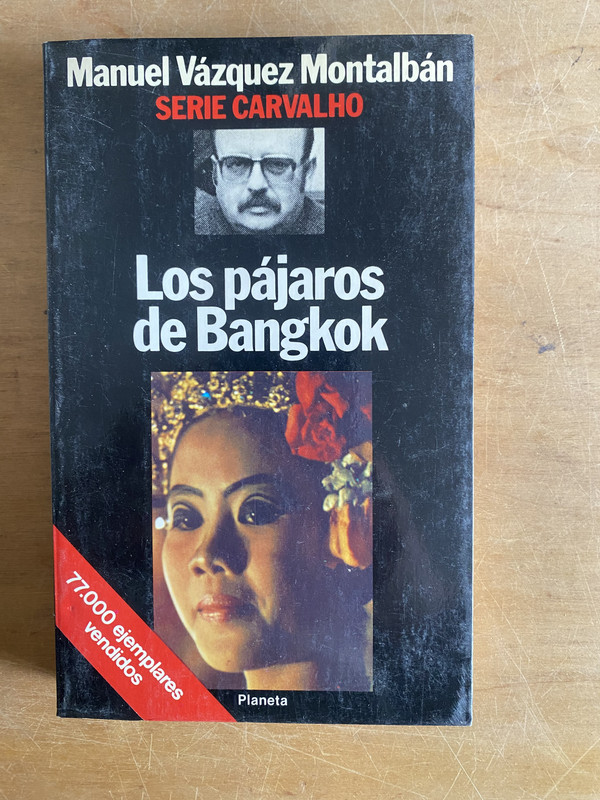 Manuel Vázquez Montalbán
SERIE CARVALHO
Los pájaros
de Bangkok
77.000 ejemplares
vendidos
Planeta